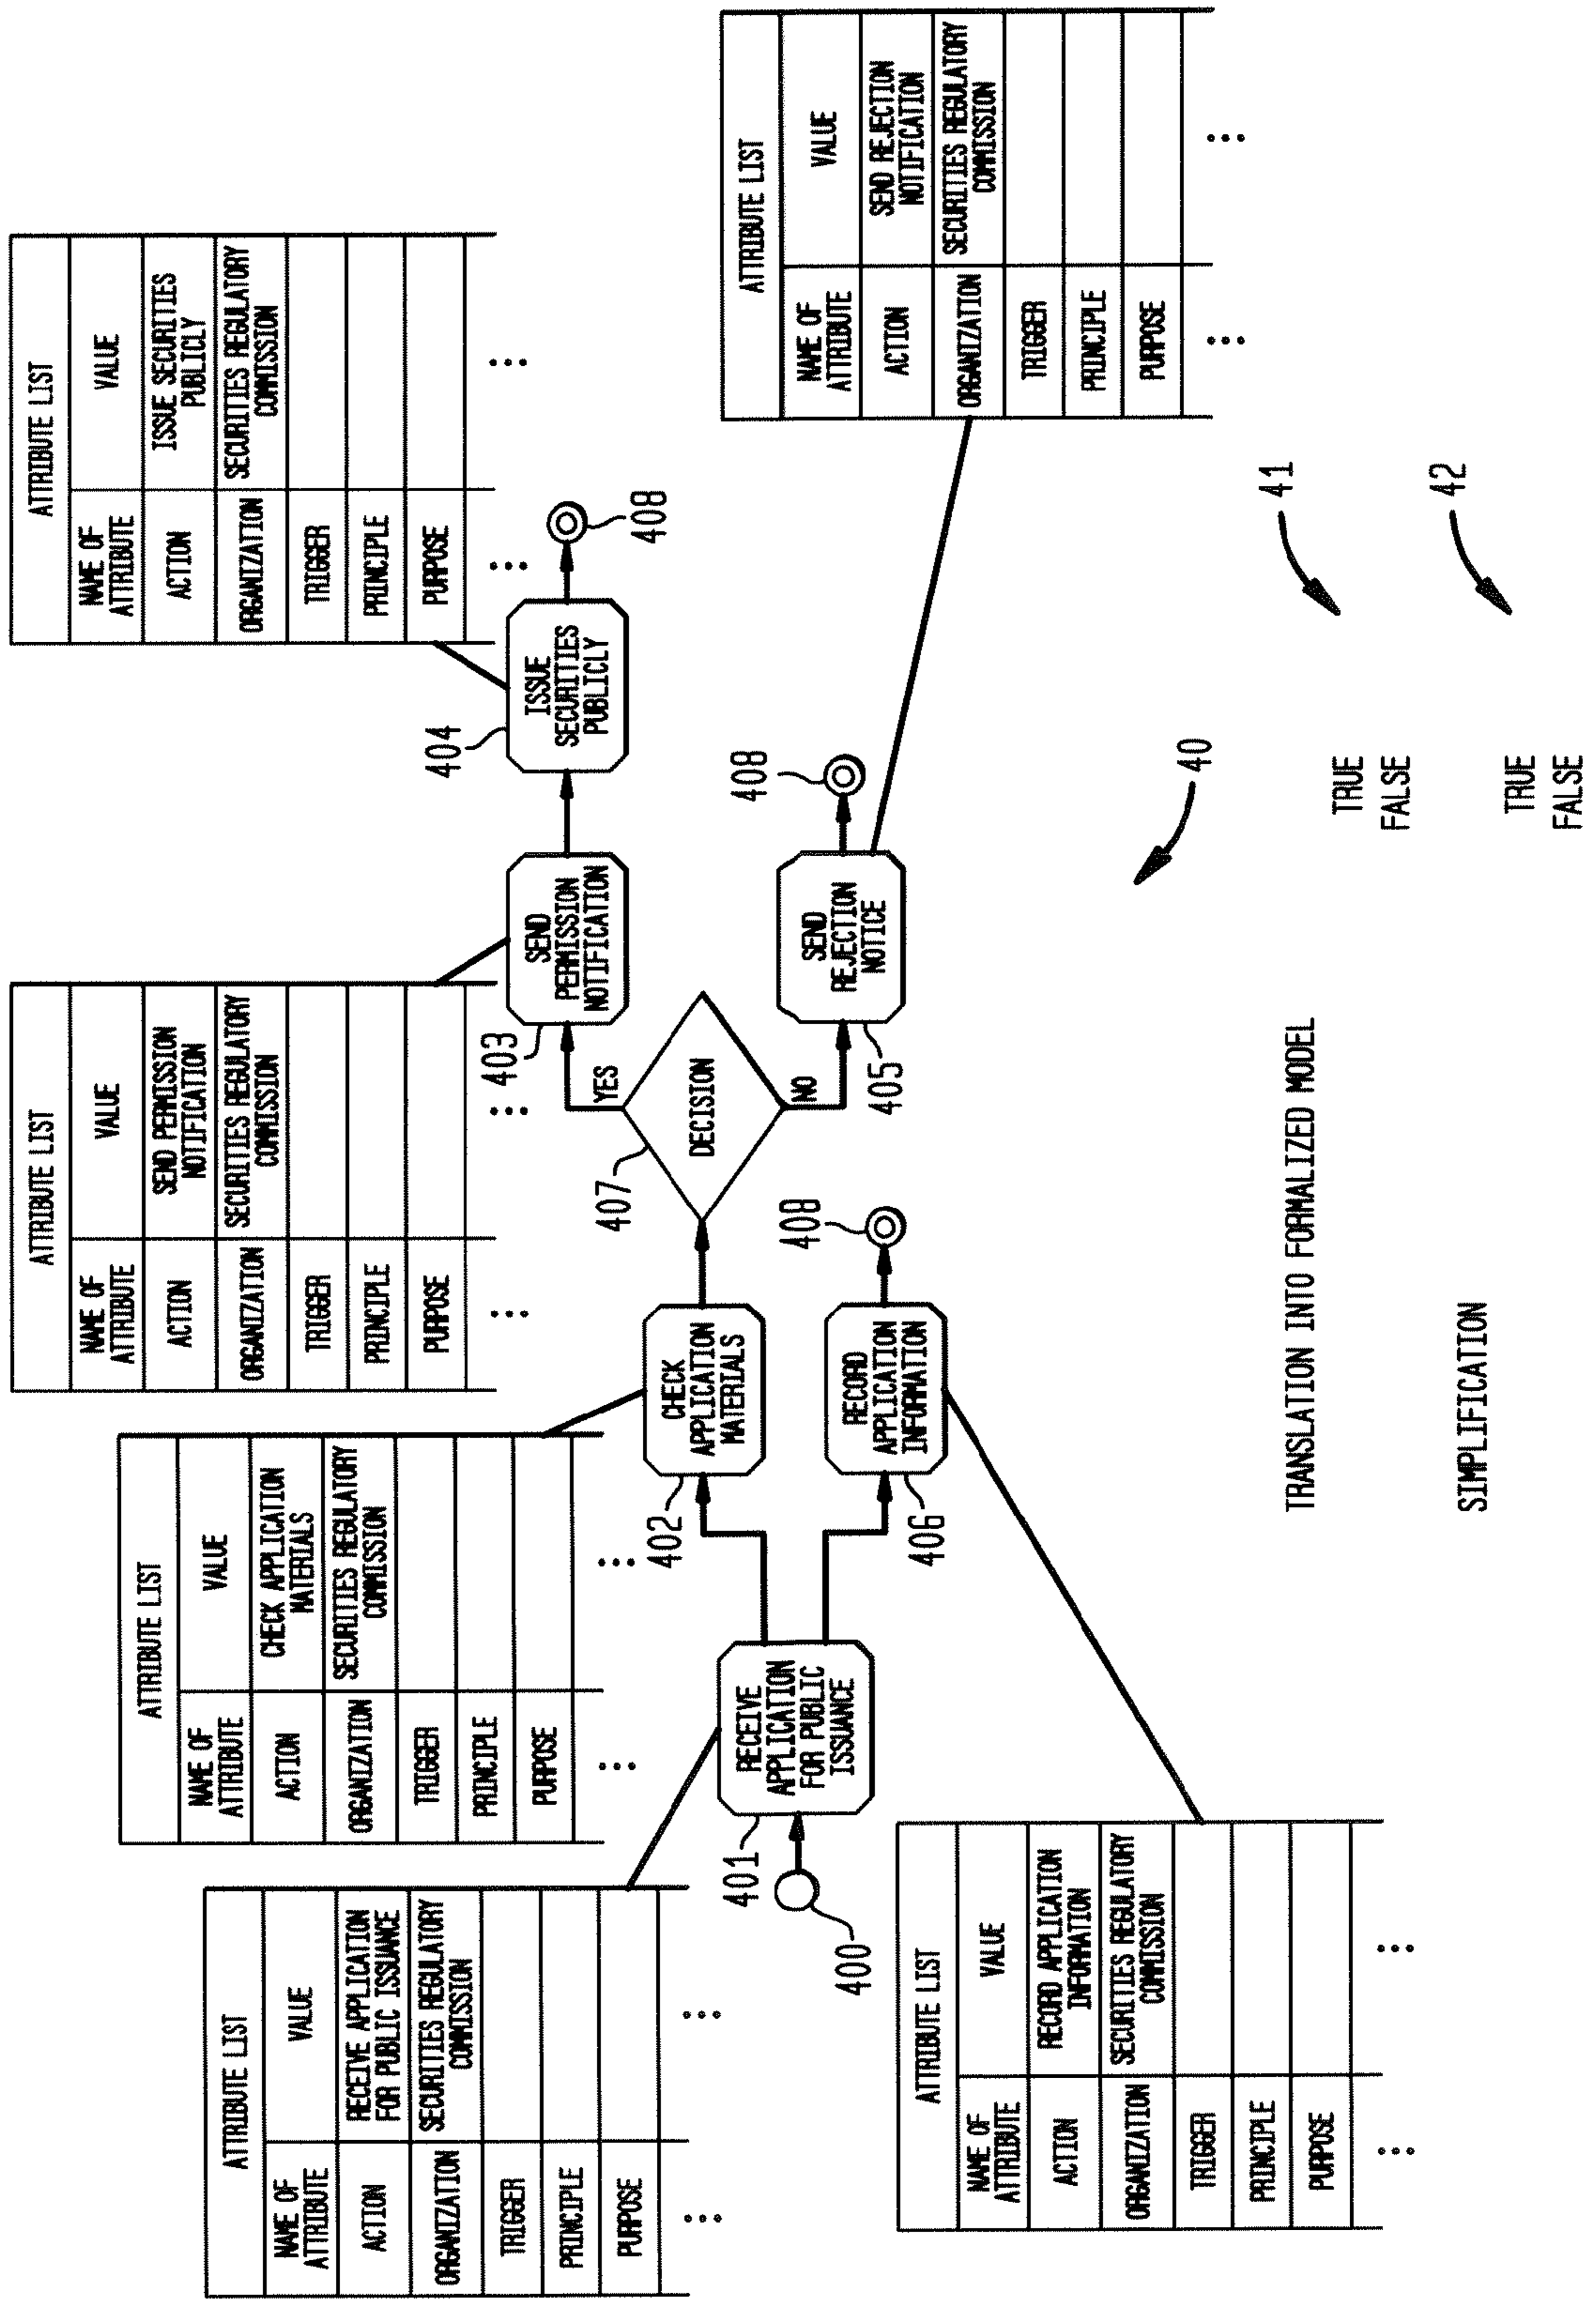 ATTRIBUTE LIST
NAME OF
ATTRIBUTE
VALUE
ACTION
RECEIVE APPLICATION
FOR PUBLIC ISSUANCE
ORGANIZATION
SECURITIES REGULATORY
COMMISSION
TRIGGER
PRINCIPLE
PURPOSE
...
...
ATTRIBUTE LIST
NAME OF
ATTRIBUTE
VALUE
ACTION
CHECK APPLICATION
MATERIALS
ORGANIZATION
SECURITIES REGULATORY
COMMISSION
TRIGGER
PRINCIPLE
PURPOSE
...
...
ATTRIBUTE LIST
NAME OF
ATTRIBUTE
VALUE
ACTION
SEND PERMISSION
NOTIFICATION
ORGANIZATION
SECURITIES REGULATORY
COMMISSION
TRIGGER
PRINCIPLE
PURPOSE
...
...
ATTRIBUTE LIST
NAME OF
ATTRIBUTE
VALUE
ACTION
ISSUE SECURITIES
PUBLICLY
ORGANIZATION
SECURITIES REGULATORY
COMMISSION
TRIGGER
PRINCIPLE
PURPOSE
...
...
400
401
RECEIVE
APPLICATION
FOR PUBLIC
ISSUANCE
402
CHECK
APPLICATION
MATERIALS
407
DECISION
YES
NO
403
SEND
PERMISSION
NOTIFICATION
404
ISSUE
SECURITIES
PUBLICLY
408
406
RECORD
APPLICATION
INFORMATION
408
405
SEND
REJECTION
NOTICE
408
ATTRIBUTE LIST
NAME OF
ATTRIBUTE
VALUE
ACTION
SEND REJECTION
NOTIFICATION
ORGANIZATION
SECURITIES REGULATORY
COMMISSION
TRIGGER
PRINCIPLE
PURPOSE
...
...
ATTRIBUTE LIST
NAME OF
ATTRIBUTE
VALUE
ACTION
RECORD APPLICATION
INFORMATION
ORGANIZATION
SECURITIES REGULATORY
COMMISSION
TRIGGER
PRINCIPLE
PURPOSE
...
...
40
TRANSLATION INTO FORMALIZED MODEL
TRUE
FALSE
41
SIMPLIFICATION
TRUE
FALSE
42